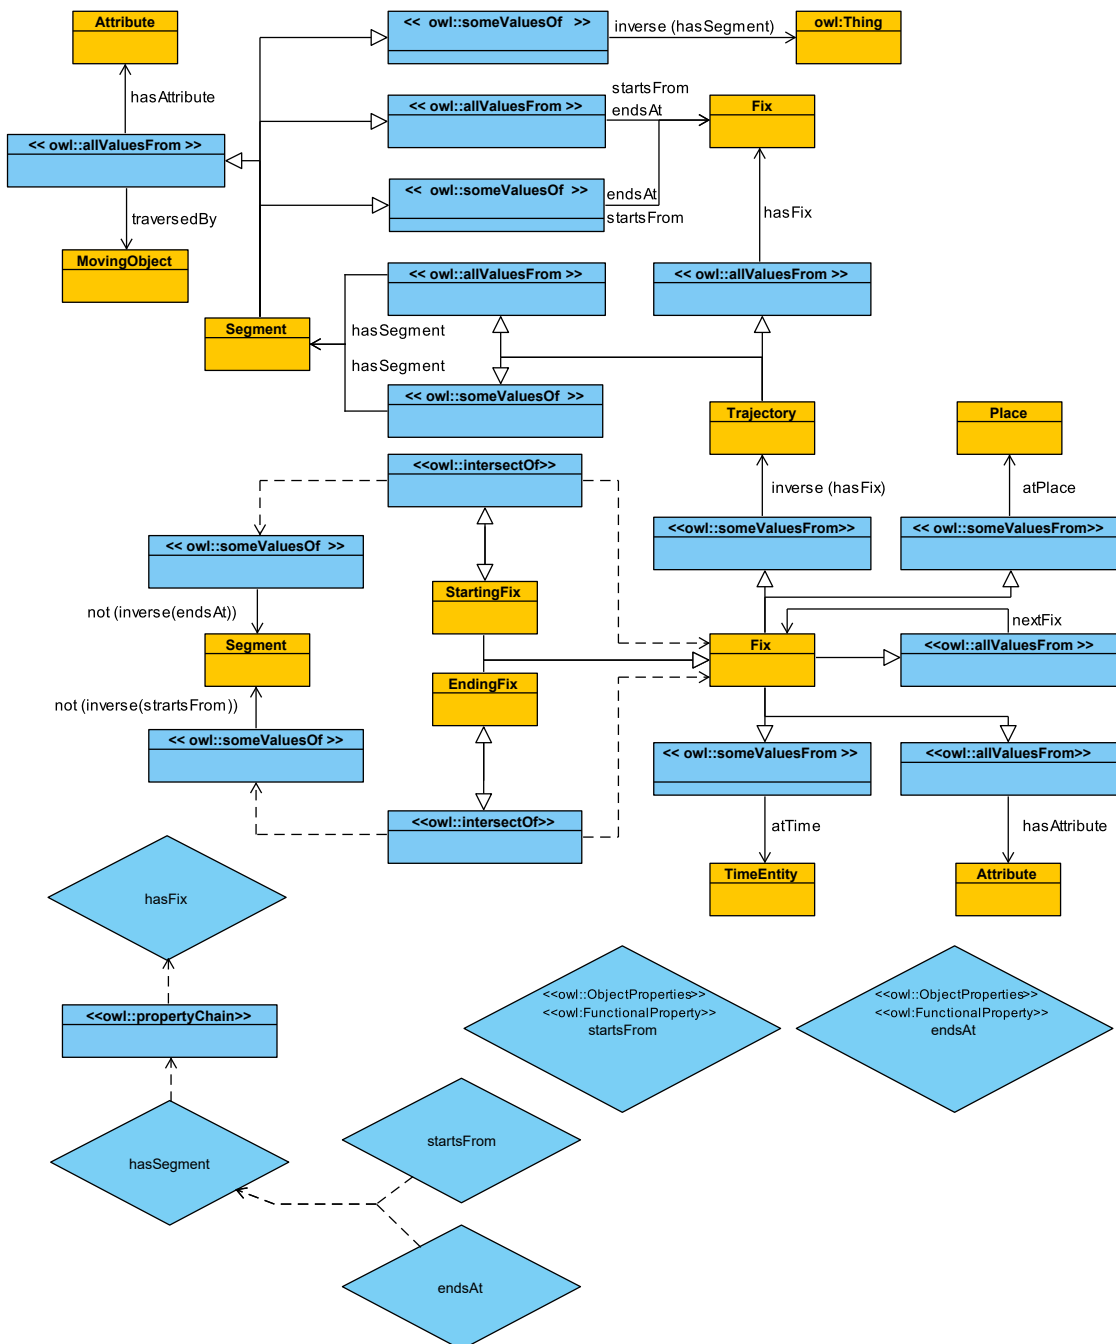 Attribute
<< owl::someValuesOf >>
inverse (hasSegment)
owl:Thing
hasAttribute
<< owl::allValuesFrom >>
startsFrom
endsAt
Fix
<< owl::allValuesFrom >>
<< owl::someValuesOf >>
endsAt
startsFrom
hasFix
traversedBy
MovingObject
<< owl::allValuesFrom >>
<< owl::allValuesFrom >>
Segment
hasSegment
hasSegment
<< owl::someValuesOf >>
Trajectory
Place
<<owl::intersectOf>>
inverse (hasFix)
atPlace
<< owl::someValuesOf >>
<<owl::someValuesFrom>>
<< owl::someValuesFrom>>
StartingFix
not (inverse(endsAt))
nextFix
Segment
Fix
<<owl::allValuesFrom >>
EndingFix
not (inverse(strartsFrom))
<< owl::someValuesOf >>
<< owl::someValuesFrom >>
<<owl::allValuesFrom>>
<<owl::intersectOf>>
atTime
hasAttribute
TimeEntity
Attribute
hasFix
<<owl::propertyChain>>
<<owl::ObjectProperties>>
<<owl:FunctionalProperty>>
startsFrom
<<owl::ObjectProperties>>
<<owl:FunctionalProperty>>
endsAt
startsFrom
hasSegment
endsAt